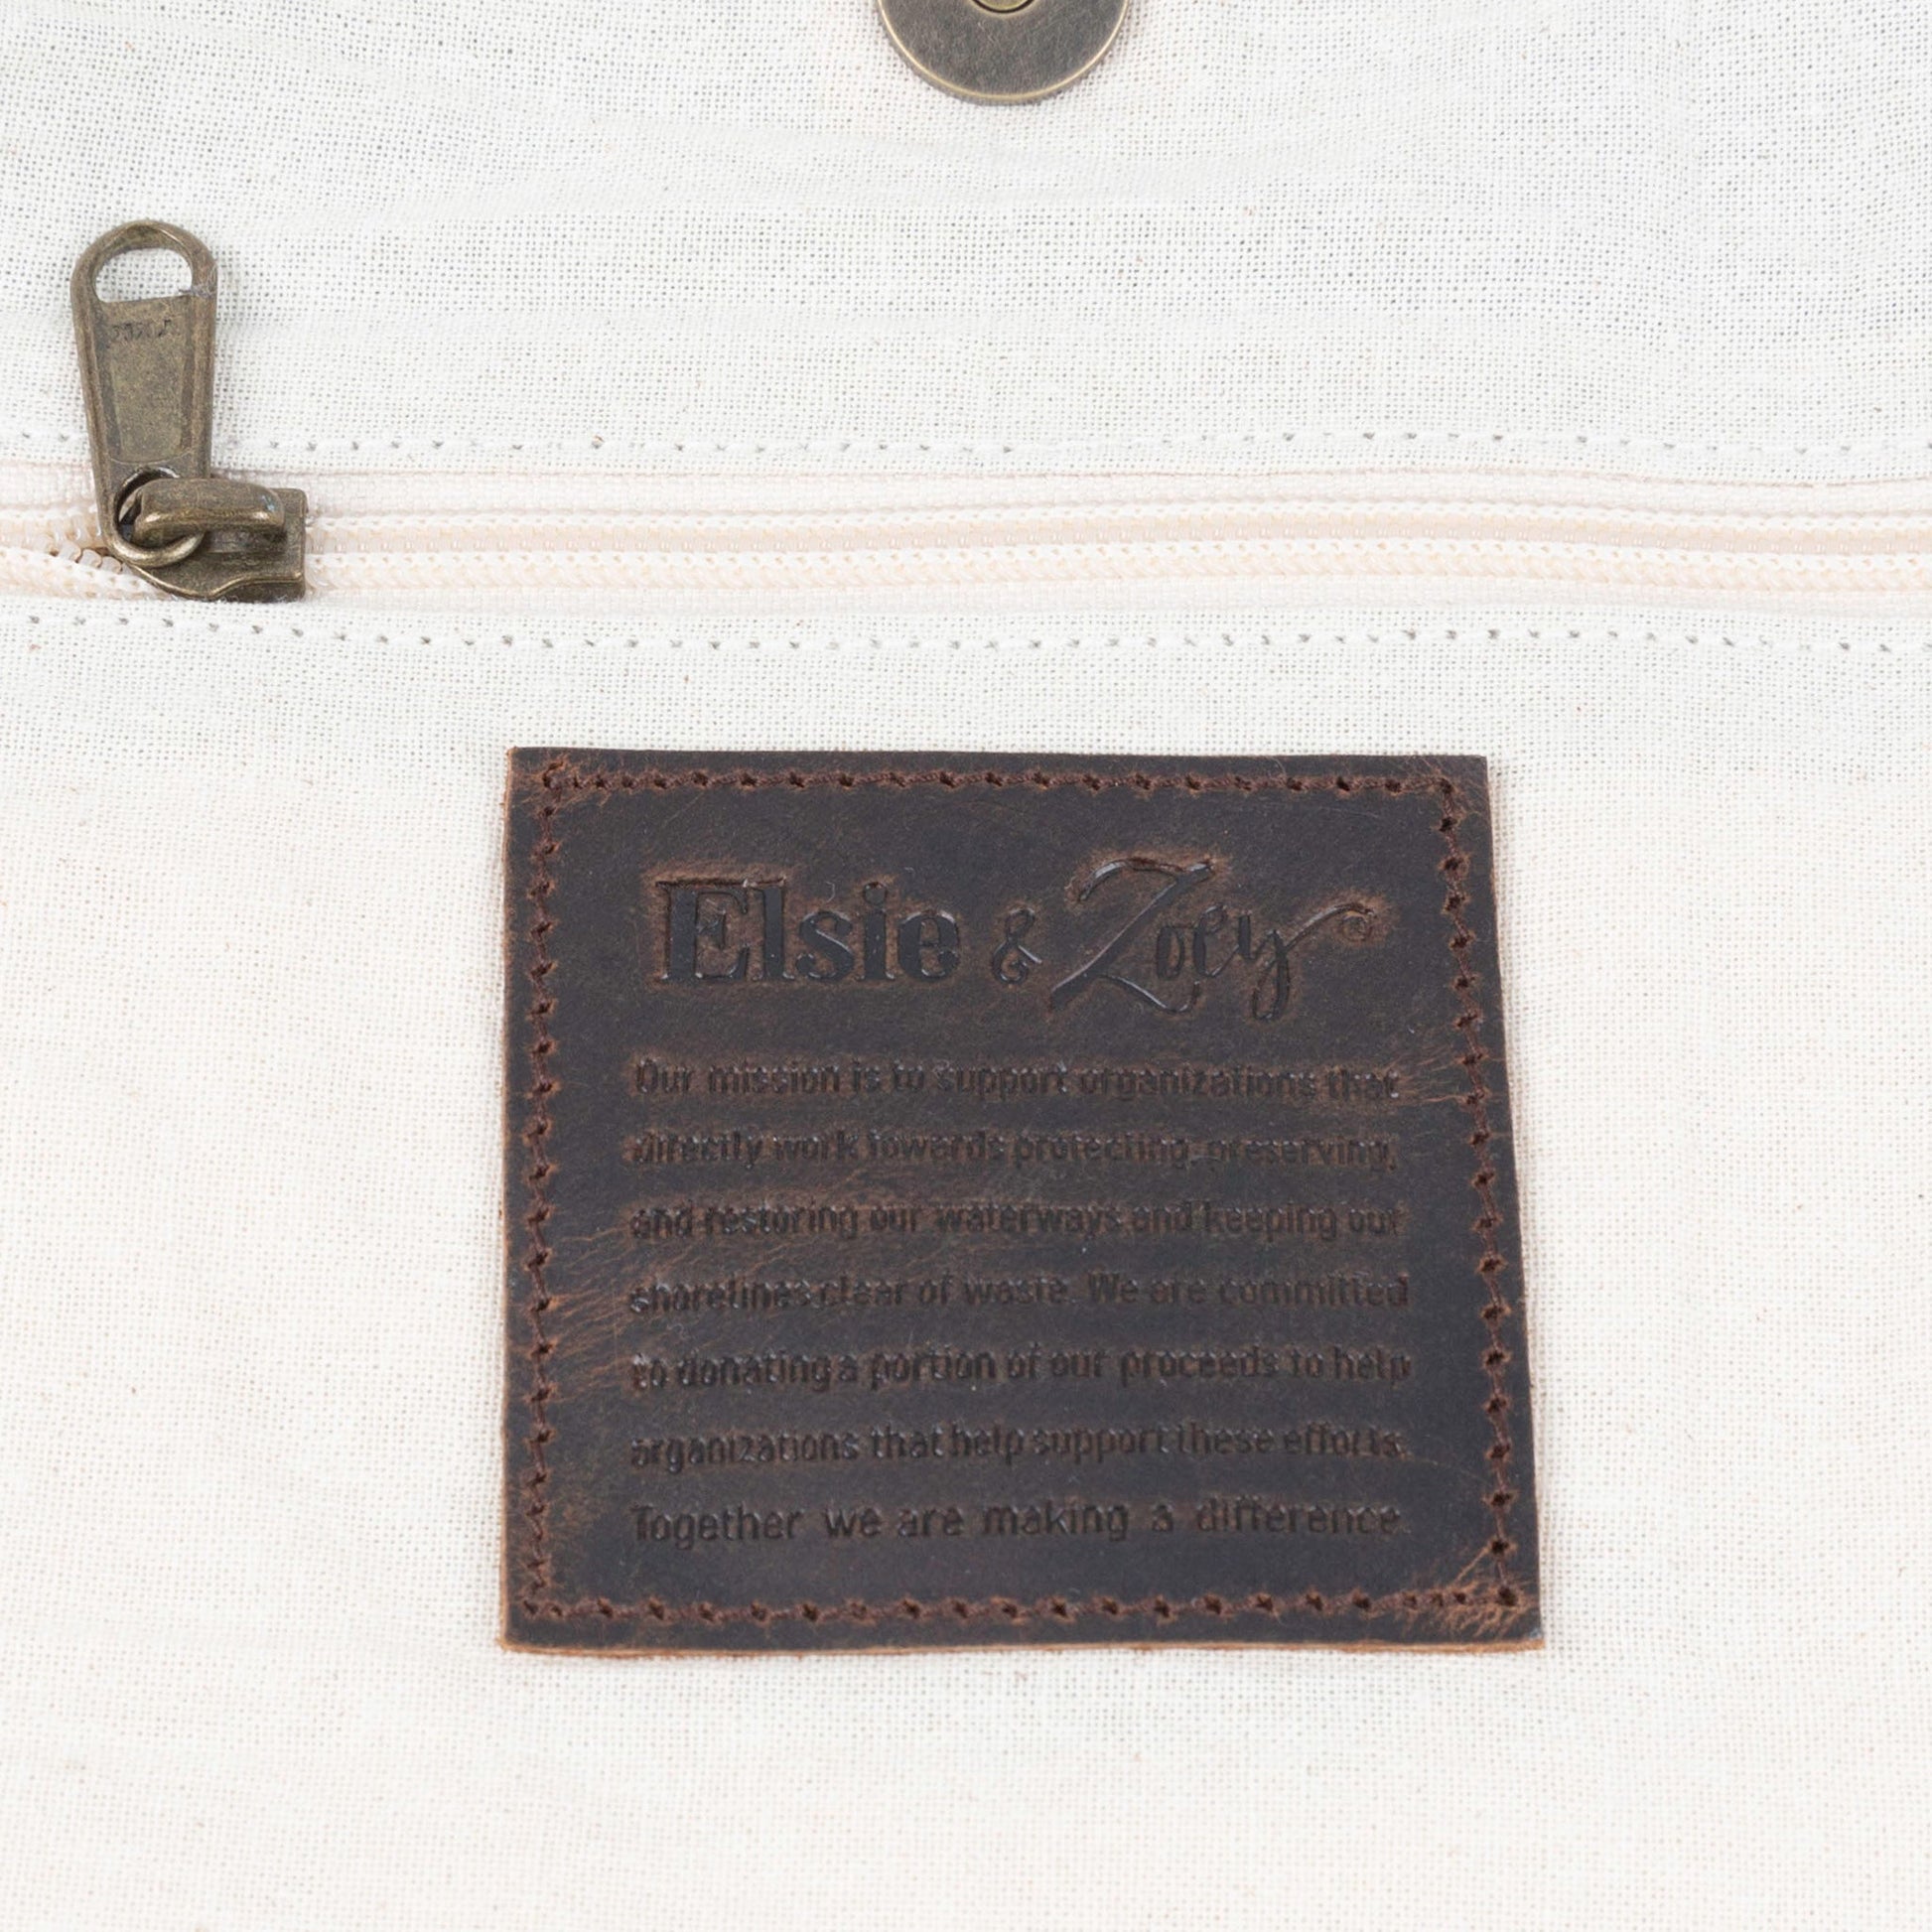 Elsie & Zoey
Our mission is to support organizations that
directly work towards protecting, preserving,
and restoring our waterways and keeping our
shorelines clear of waste. We are committed
to donating a portion of our proceeds to help
organizations that help support these efforts.
Together we are making a difference.